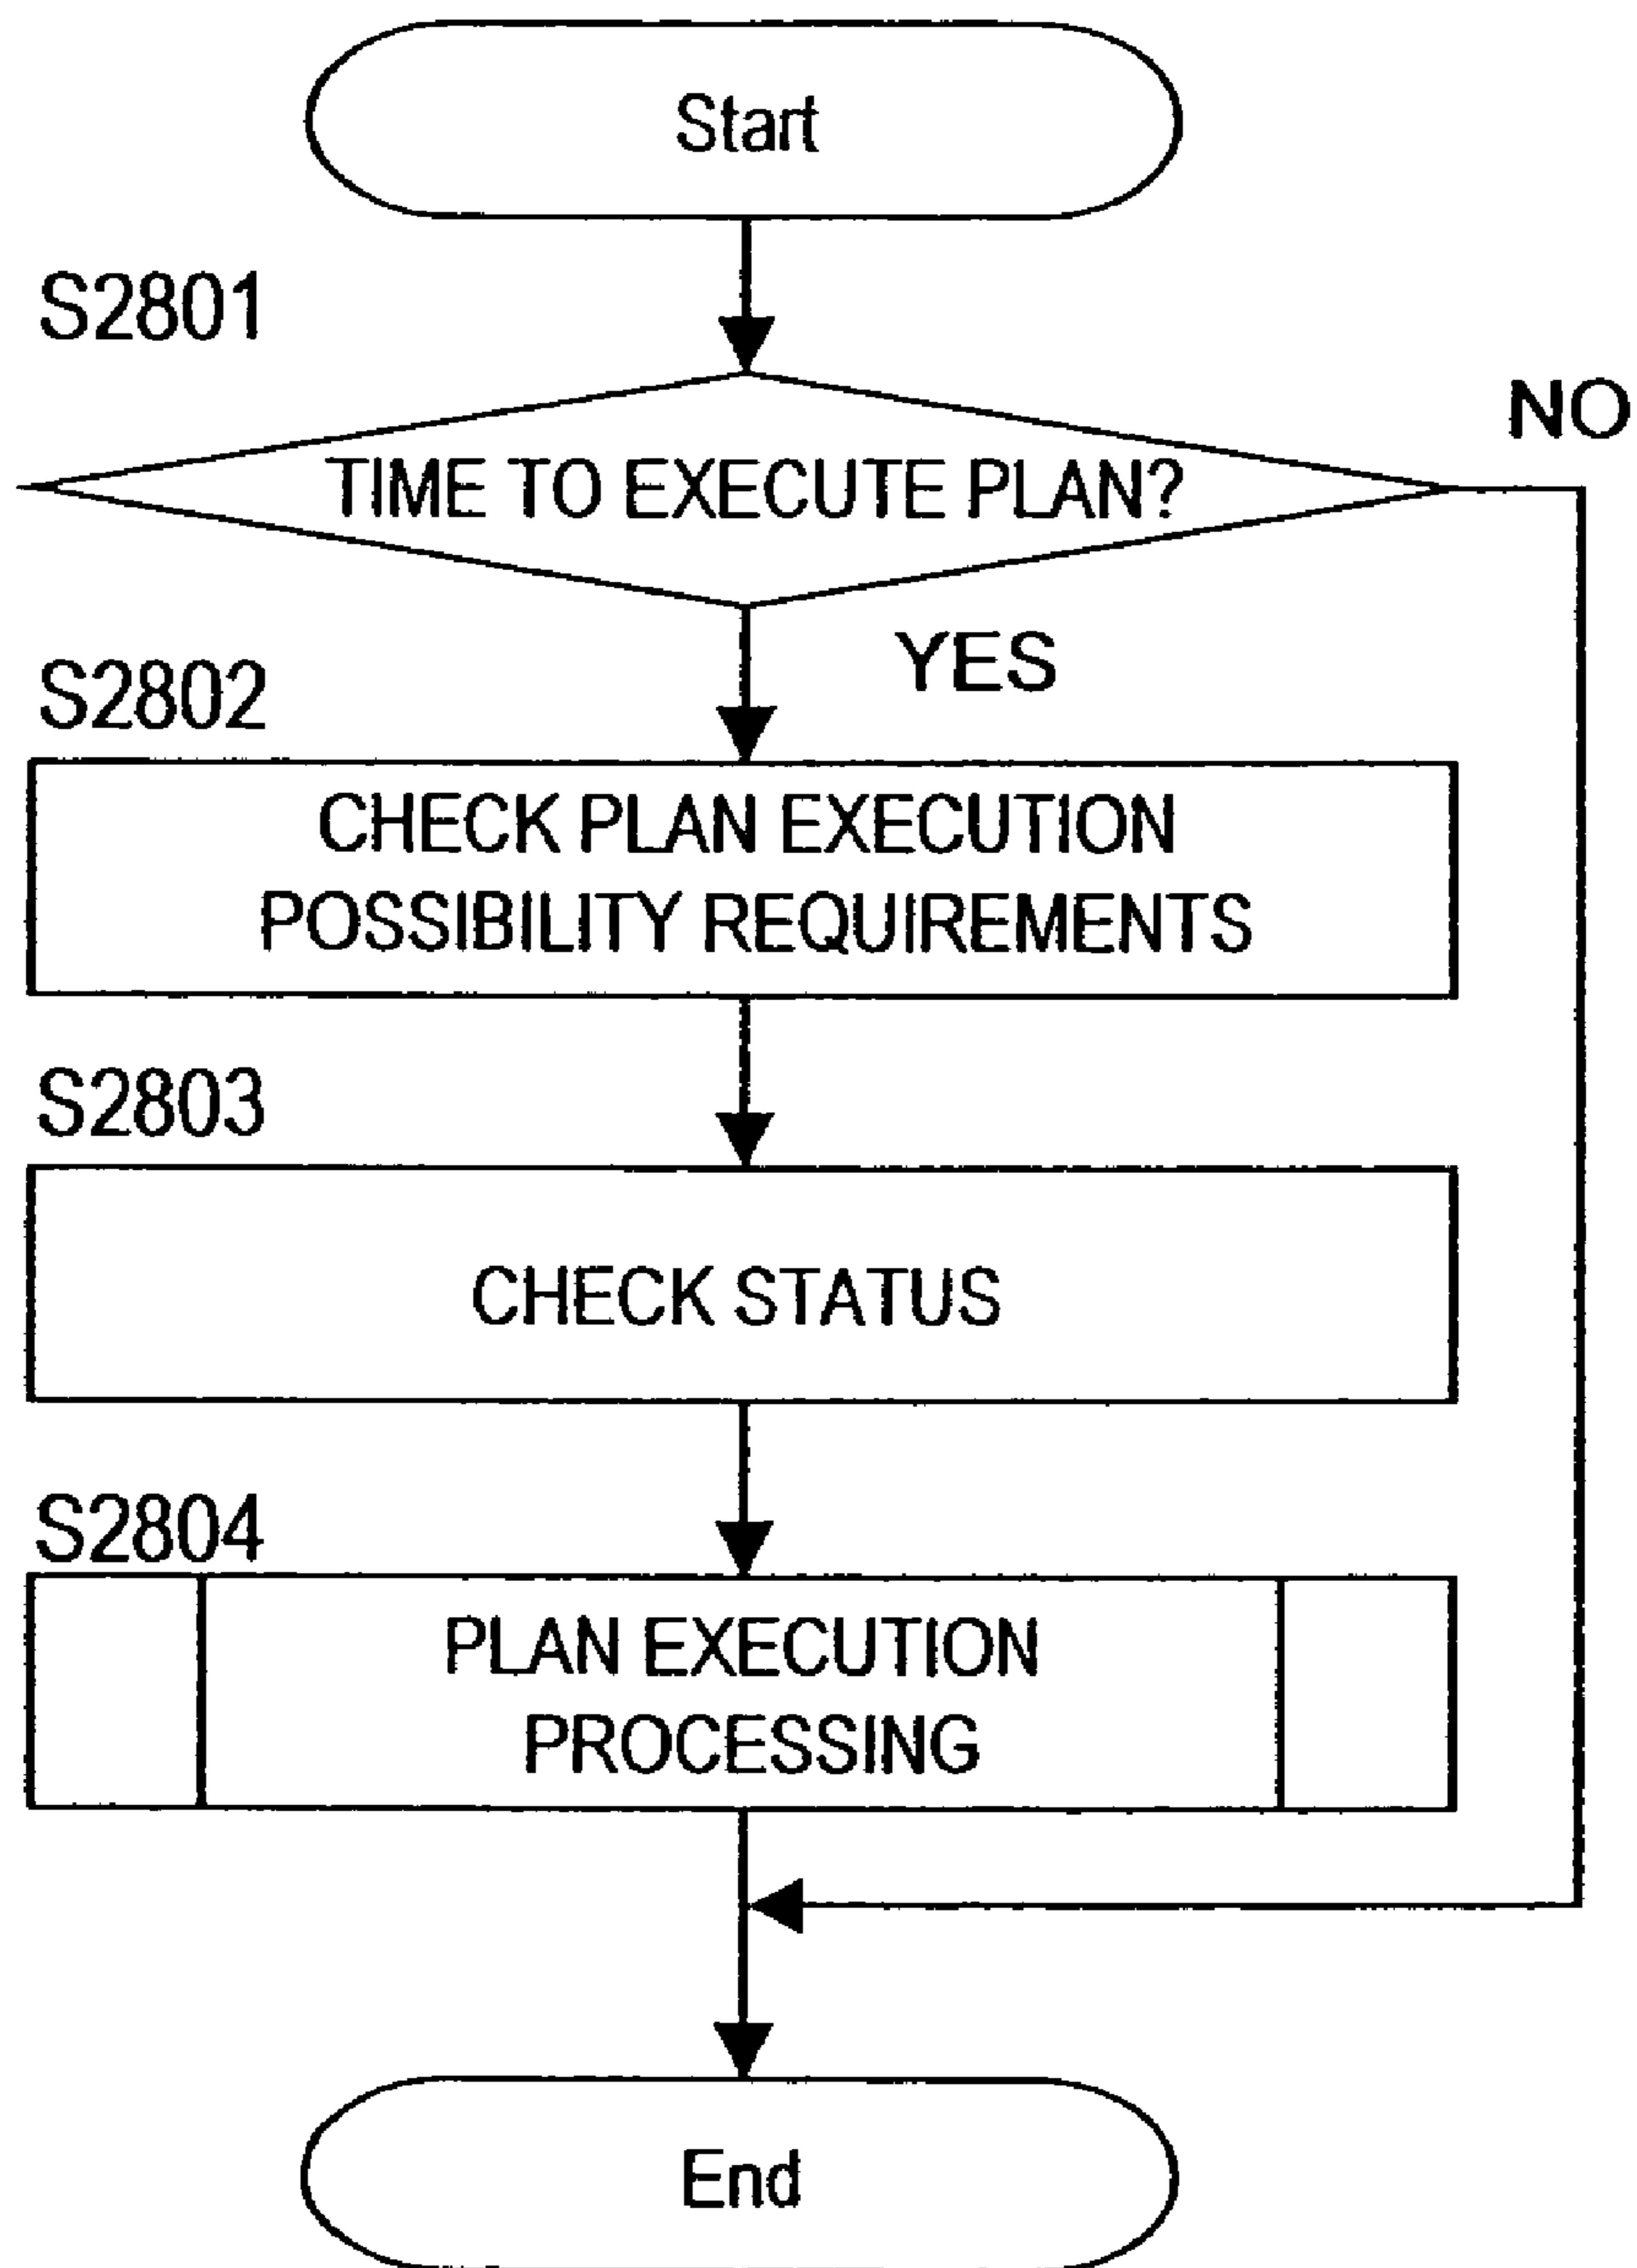 Start
S2801
NO
TIME TO EXECUTE PLAN?
YES
S2802
CHECK PLAN EXECUTION
POSSIBILITY REQUIREMENTS
S2803
CHECK STATUS
S2804
PLAN EXECUTION
PROCESSING
End